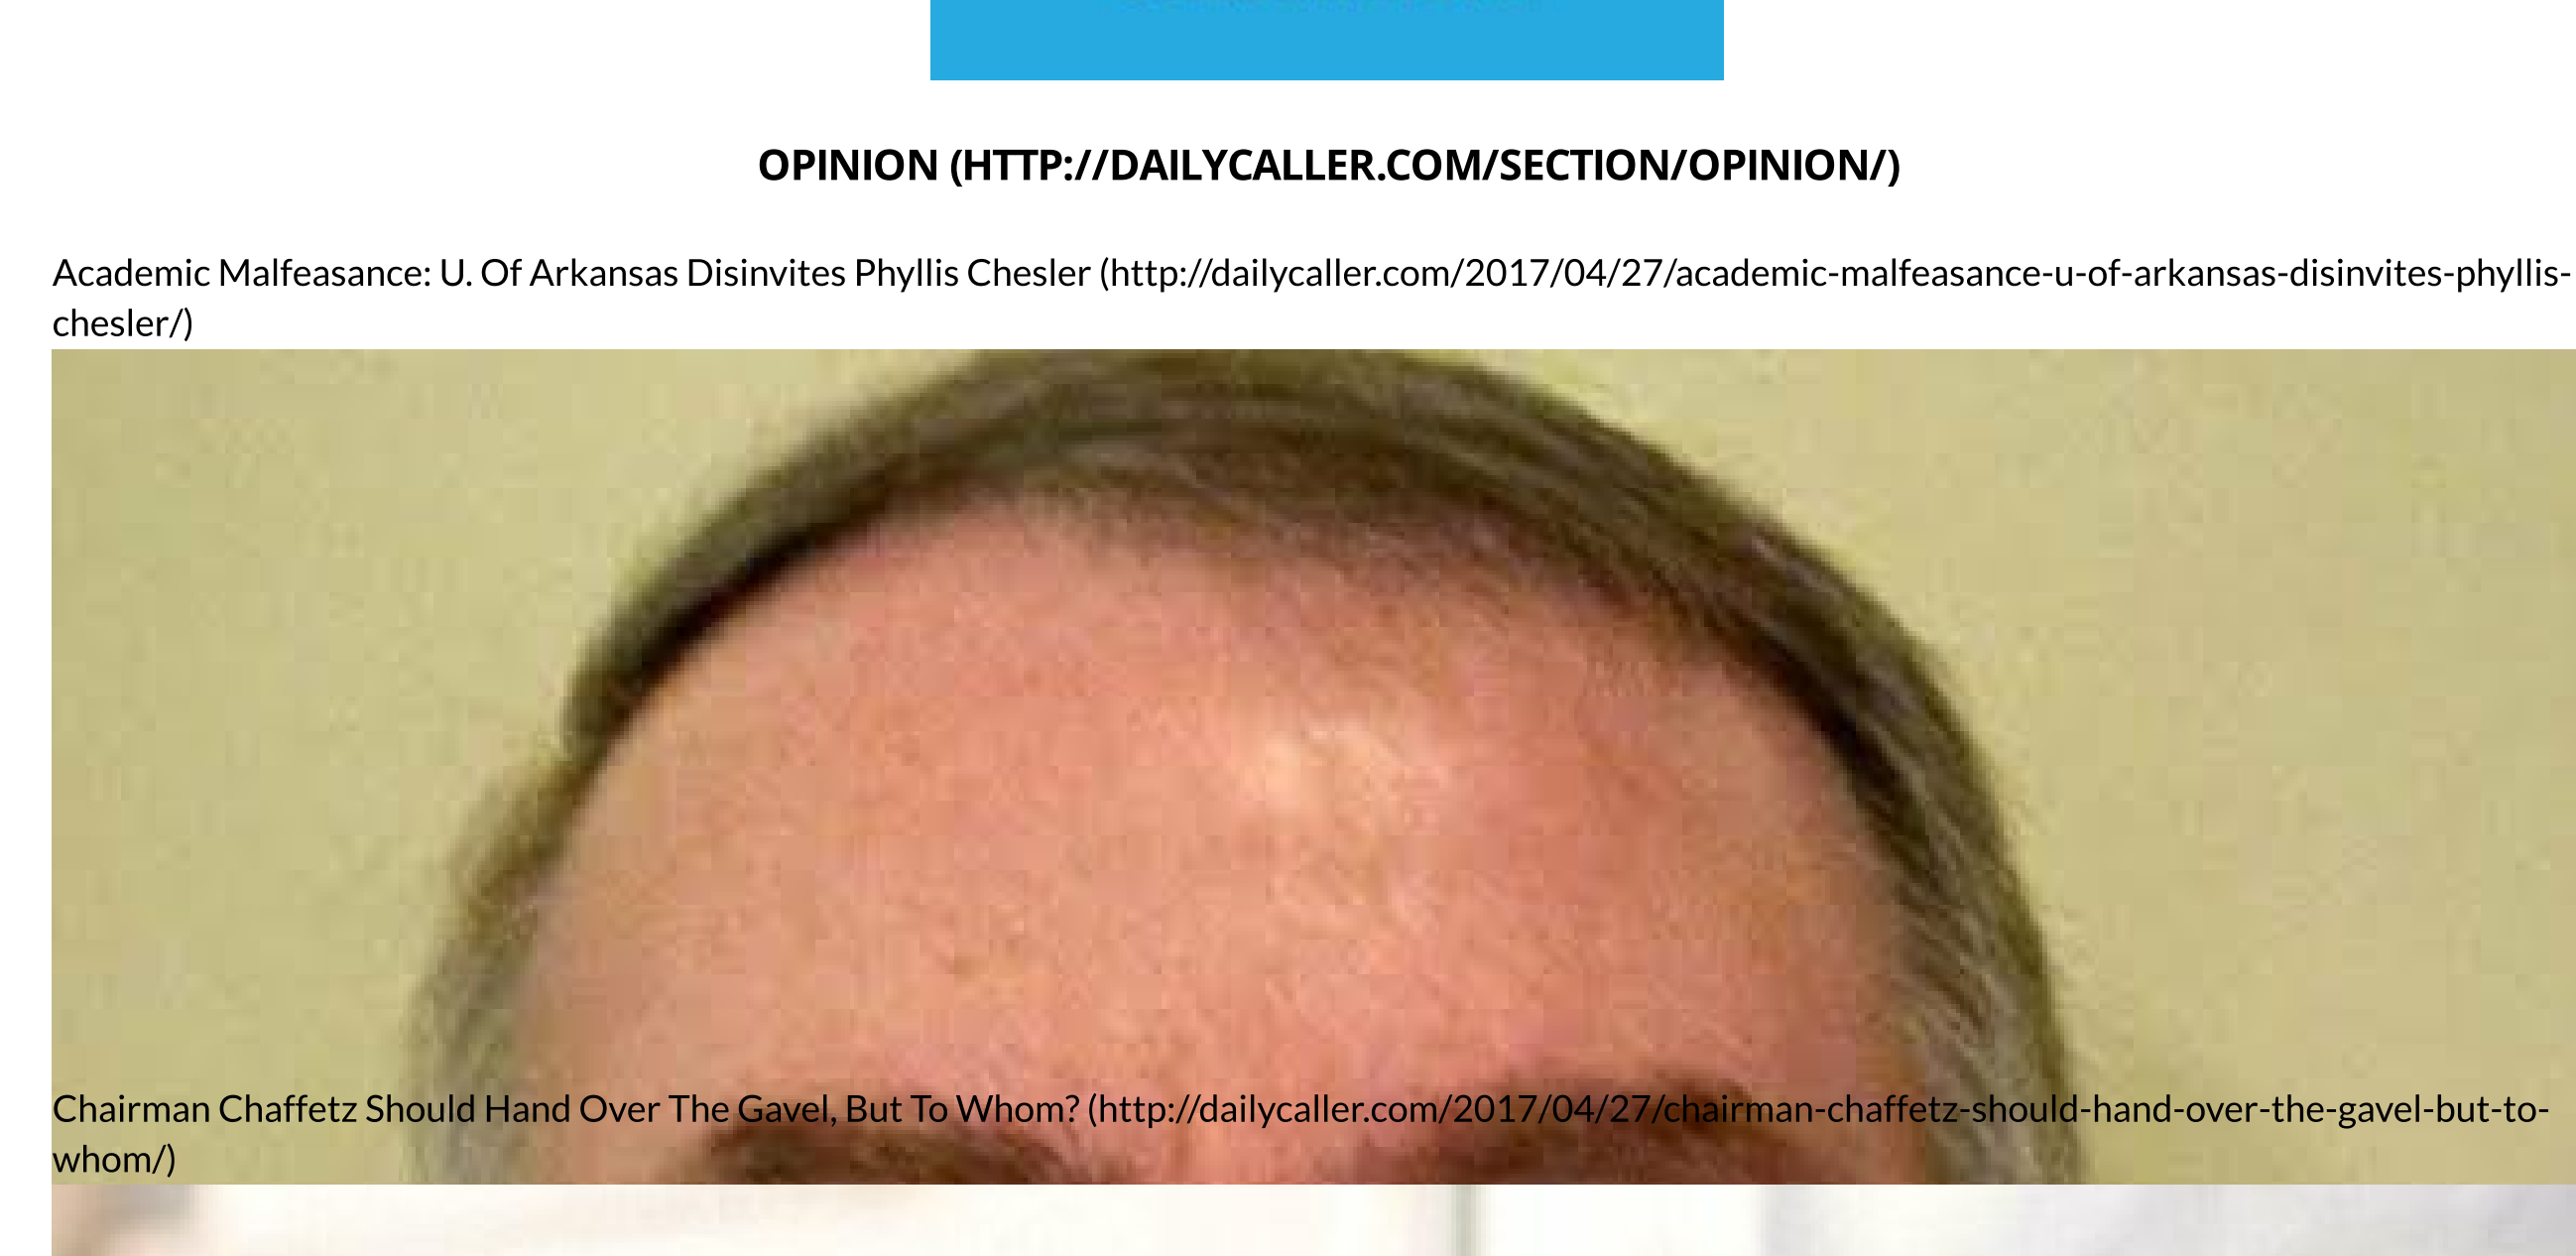 OPINION (HTTP://DAILYCALLER.COM/SECTION/OPINION/)
Academic Malfeasance: U. Of Arkansas Disinvites Phyllis Chesler (http://dailycaller.com/2017/04/27/academic-malfeasance-u-of-arkansas-disinvites-phyllis-
chesler/)
Chairman Chaffetz Should Hand Over The Gavel, But To Whom? (http://dailycaller.com/2017/04/27/chairman-chaffetz-should-hand-over-the-gavel-but-to-
whom/)